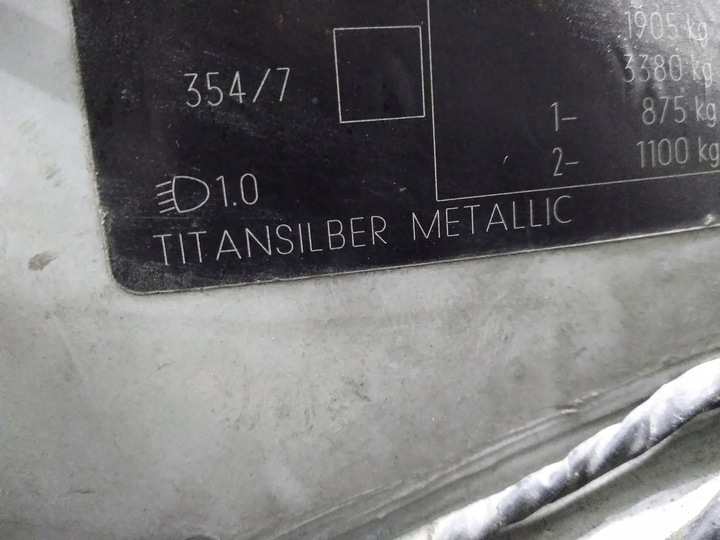 1905 kg
3380 kg
354/7
1- 875 kg
2- 1100 kg
1.0
TITANSILBER METALLIC